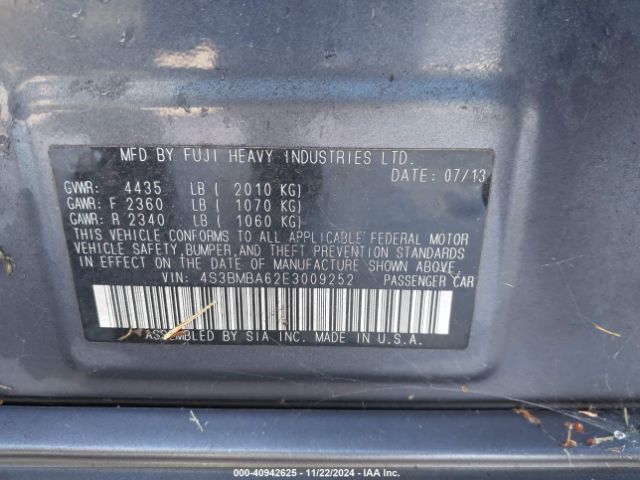 MFD BY FUJI HEAVY INDUSTRIES LTD.
DATE: 07/13
GVWR: 4435 LB ( 2010 KG)
GAWR: F 2360 LB ( 1070 KG)
GAWR: R 2340 LB ( 1060 KG)
THIS VEHICLE CONFORMS TO ALL APPLICABLE FEDERAL MOTOR
VEHICLE SAFETY, BUMPER, AND THEFT PREVENTION STANDARDS
IN EFFECT ON THE DATE OF MANUFACTURE SHOWN ABOVE.
VIN: 4S3BMBA62E3009252 PASSENGER CAR
ASSEMBLED BY SIA INC. MADE IN U.S.A.
000-40942625 - 11/22/2024 - IAA Inc.